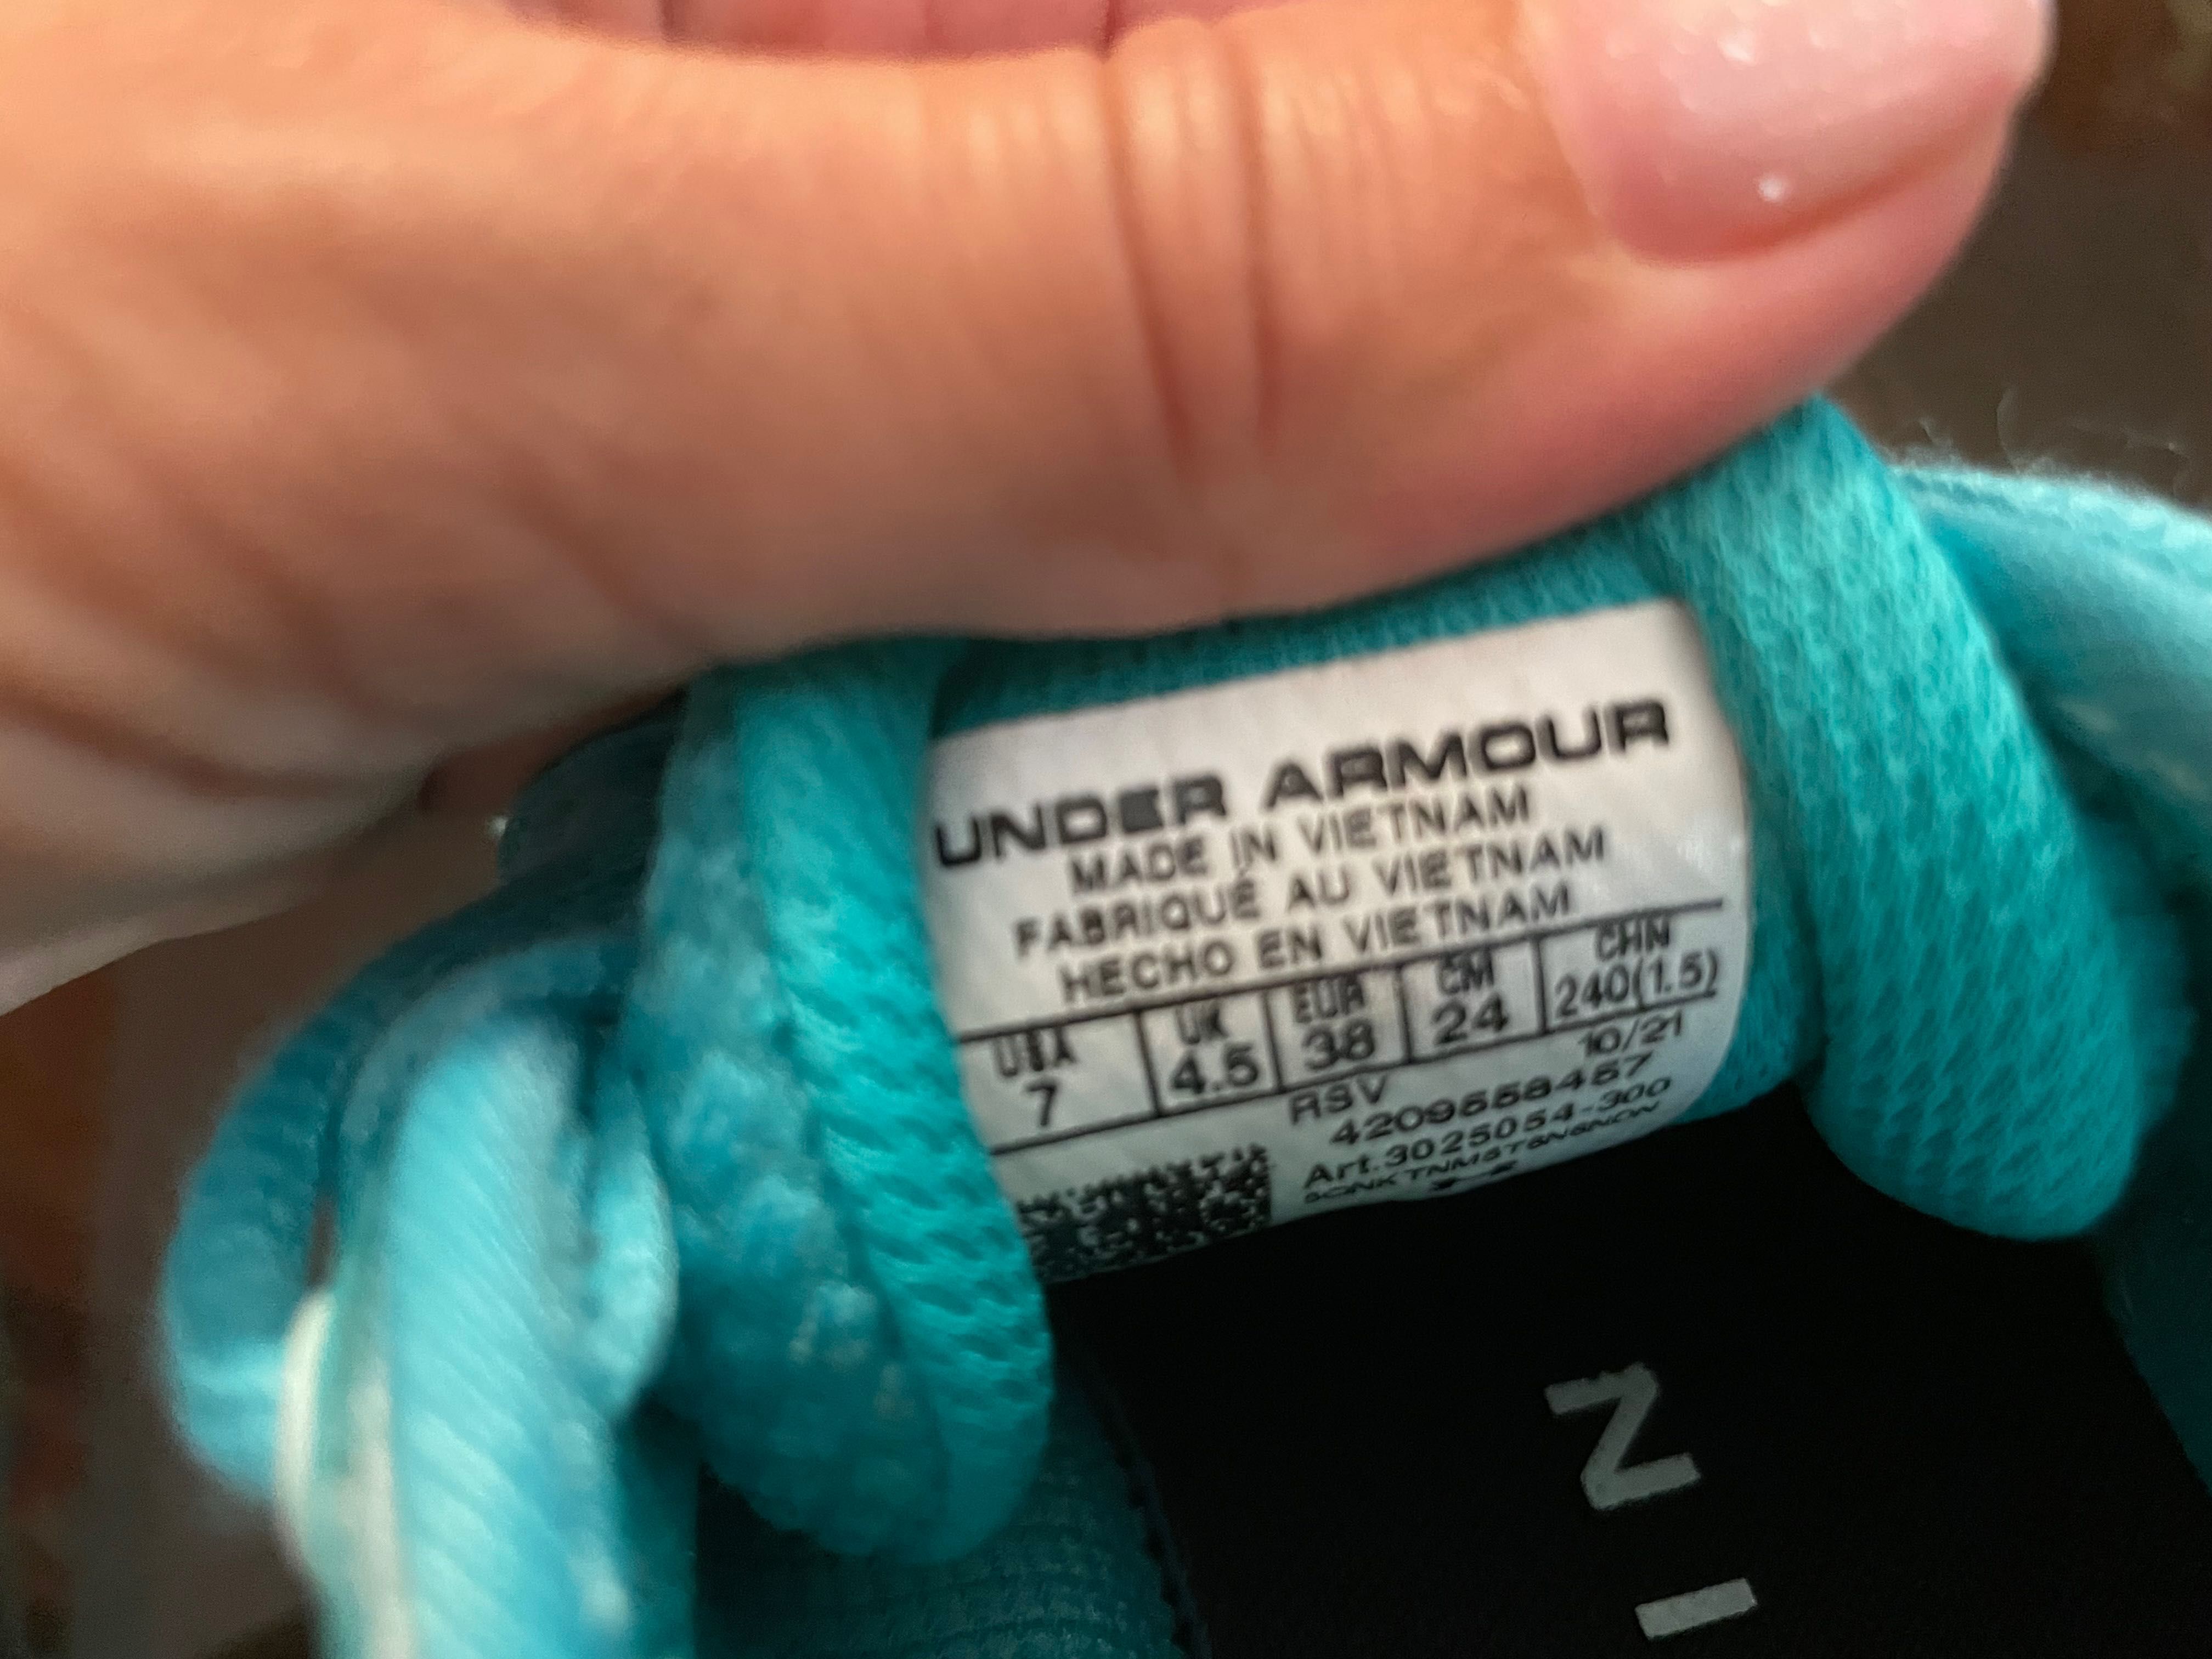 UNDER ARMOUR
MADE IN VIETNAM
FABRIQUÉ AU VIETNAM
HECHO EN VIETNAM
USA UK EUR CM CHN
7 4.5 38 24 240(1.5)
RSV 10/21
4209558457
Art.3025054-300
N